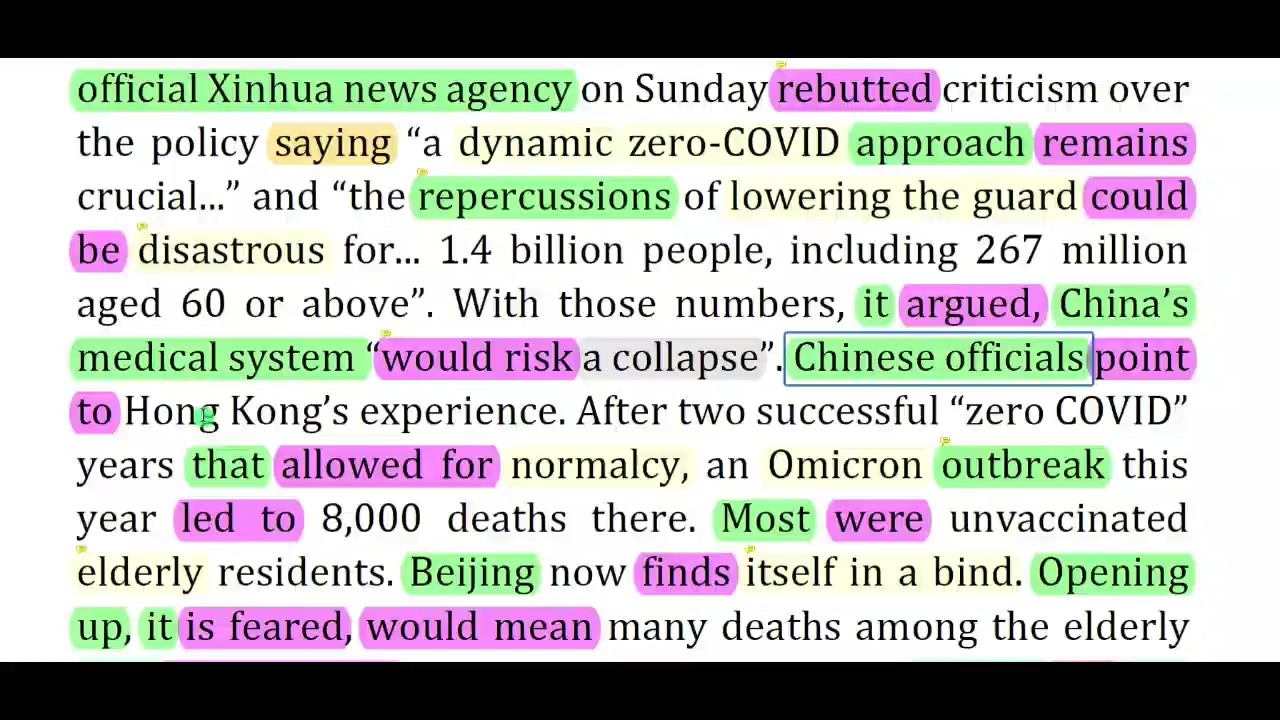 official Xinhua news agency on Sunday rebutted criticism over
the policy saying “a dynamic zero-COVID approach remains
crucial...” and “the repercussions of lowering the guard could
be disastrous for... 1.4 billion people, including 267 million
aged 60 or above”. With those numbers, it argued, China’s
medical system “would risk a collapse”. Chinese officials point
to Hong Kong’s experience. After two successful “zero COVID”
years that allowed for normalcy, an Omicron outbreak this
year led to 8,000 deaths there. Most were unvaccinated
elderly residents. Beijing now finds itself in a bind. Opening
up, it is feared, would mean many deaths among the elderly